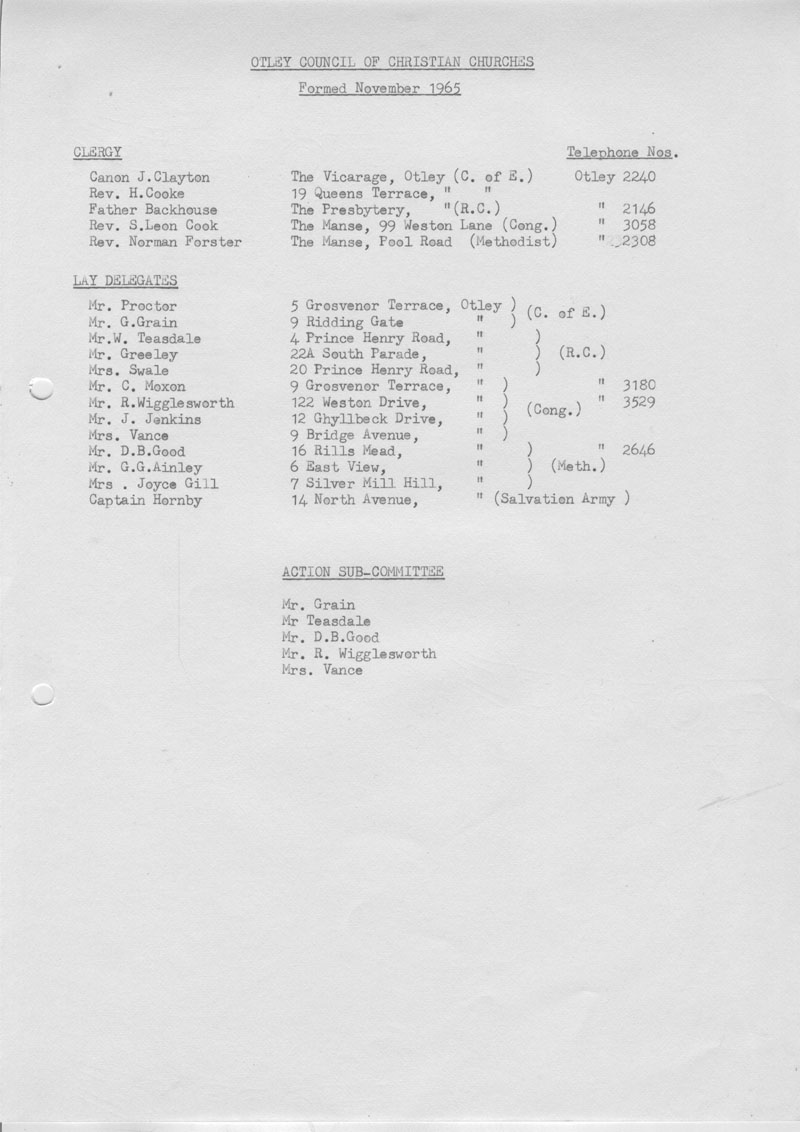 OTLEY COUNCIL OF CHRISTIAN CHURCHES
Formed November 1965
CLERGY Telephone Nos.
Canon J.Clayton The Vicarage, Otley (C. of E.) Otley 2240
Rev. H.Cooke 19 Queens Terrace, " "
Father Backhouse The Presbytery, "(R.C.) " 2146
Rev. S.Leon Cook The Manse, 99 Weston Lane (Cong.) " 3058
Rev. Norman Forster The Manse, Pool Road (Methodist) " 2308
LAY DELEGATES
Mr. Proctor 5 Grosvenor Terrace, Otley ) (C. of E.)
Mr. G.Grain 9 Ridding Gate " )
Mr.W. Teasdale 4 Prince Henry Road, " )
Mr. Greeley 22A South Parade, " ) (R.C.)
Mrs. Swale 20 Prince Henry Road, " )
Mr. C. Moxon 9 Grosvenor Terrace, " ) " 3180
Mr. R.Wigglesworth 122 Weston Drive, " ) (Cong.) " 3529
Mr. J. Jenkins 12 Ghyllbeck Drive, " )
Mrs. Vance 9 Bridge Avenue, " )
Mr. D.B.Good 16 Rills Mead, " ) " 2646
Mr. G.G.Ainley 6 East View, " ) (Meth.)
Mrs . Joyce Gill 7 Silver Mill Hill, " )
Captain Hornby 14 North Avenue, " (Salvation Army )
ACTION SUB-COMMITTEE
Mr. Grain
Mr Teasdale
Mr. D.B.Good
Mr. R. Wigglesworth
Mrs. Vance